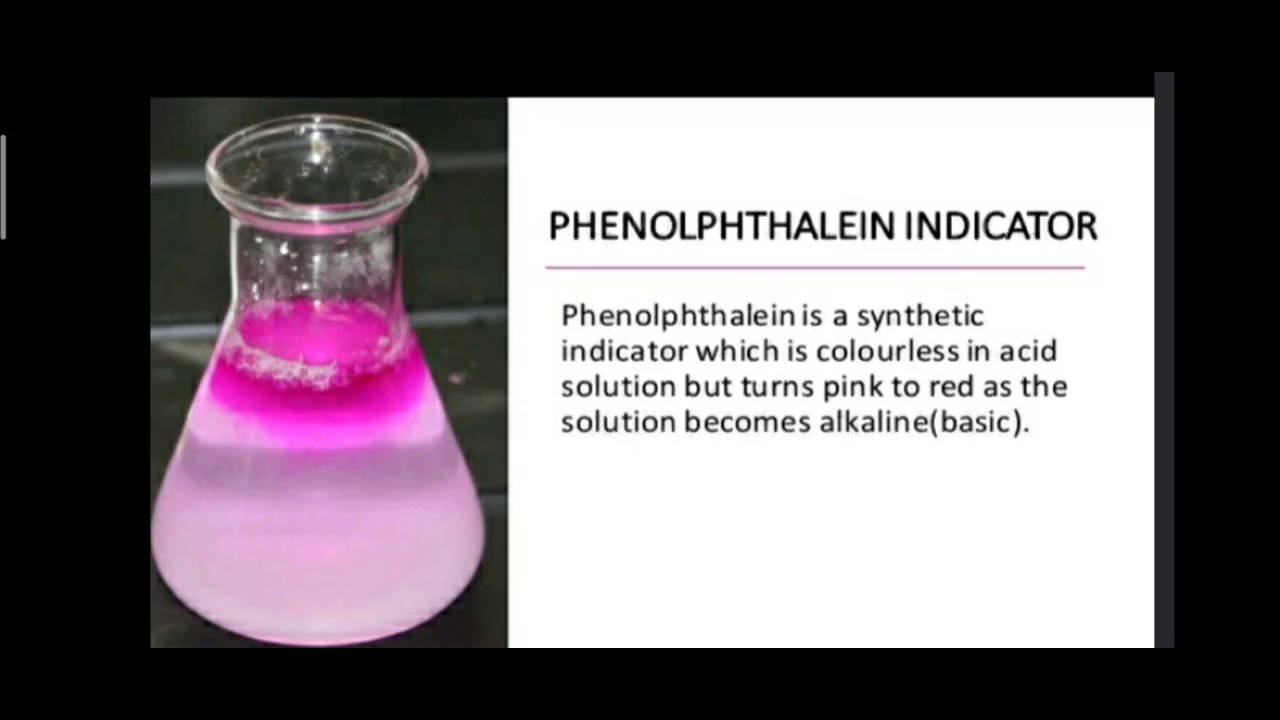 PHENOLPHTHALEIN INDICATOR
Phenolphthalein is a synthetic
indicator which is colourless in acid
solution but turns pink to red as the
solution becomes alkaline(basic).